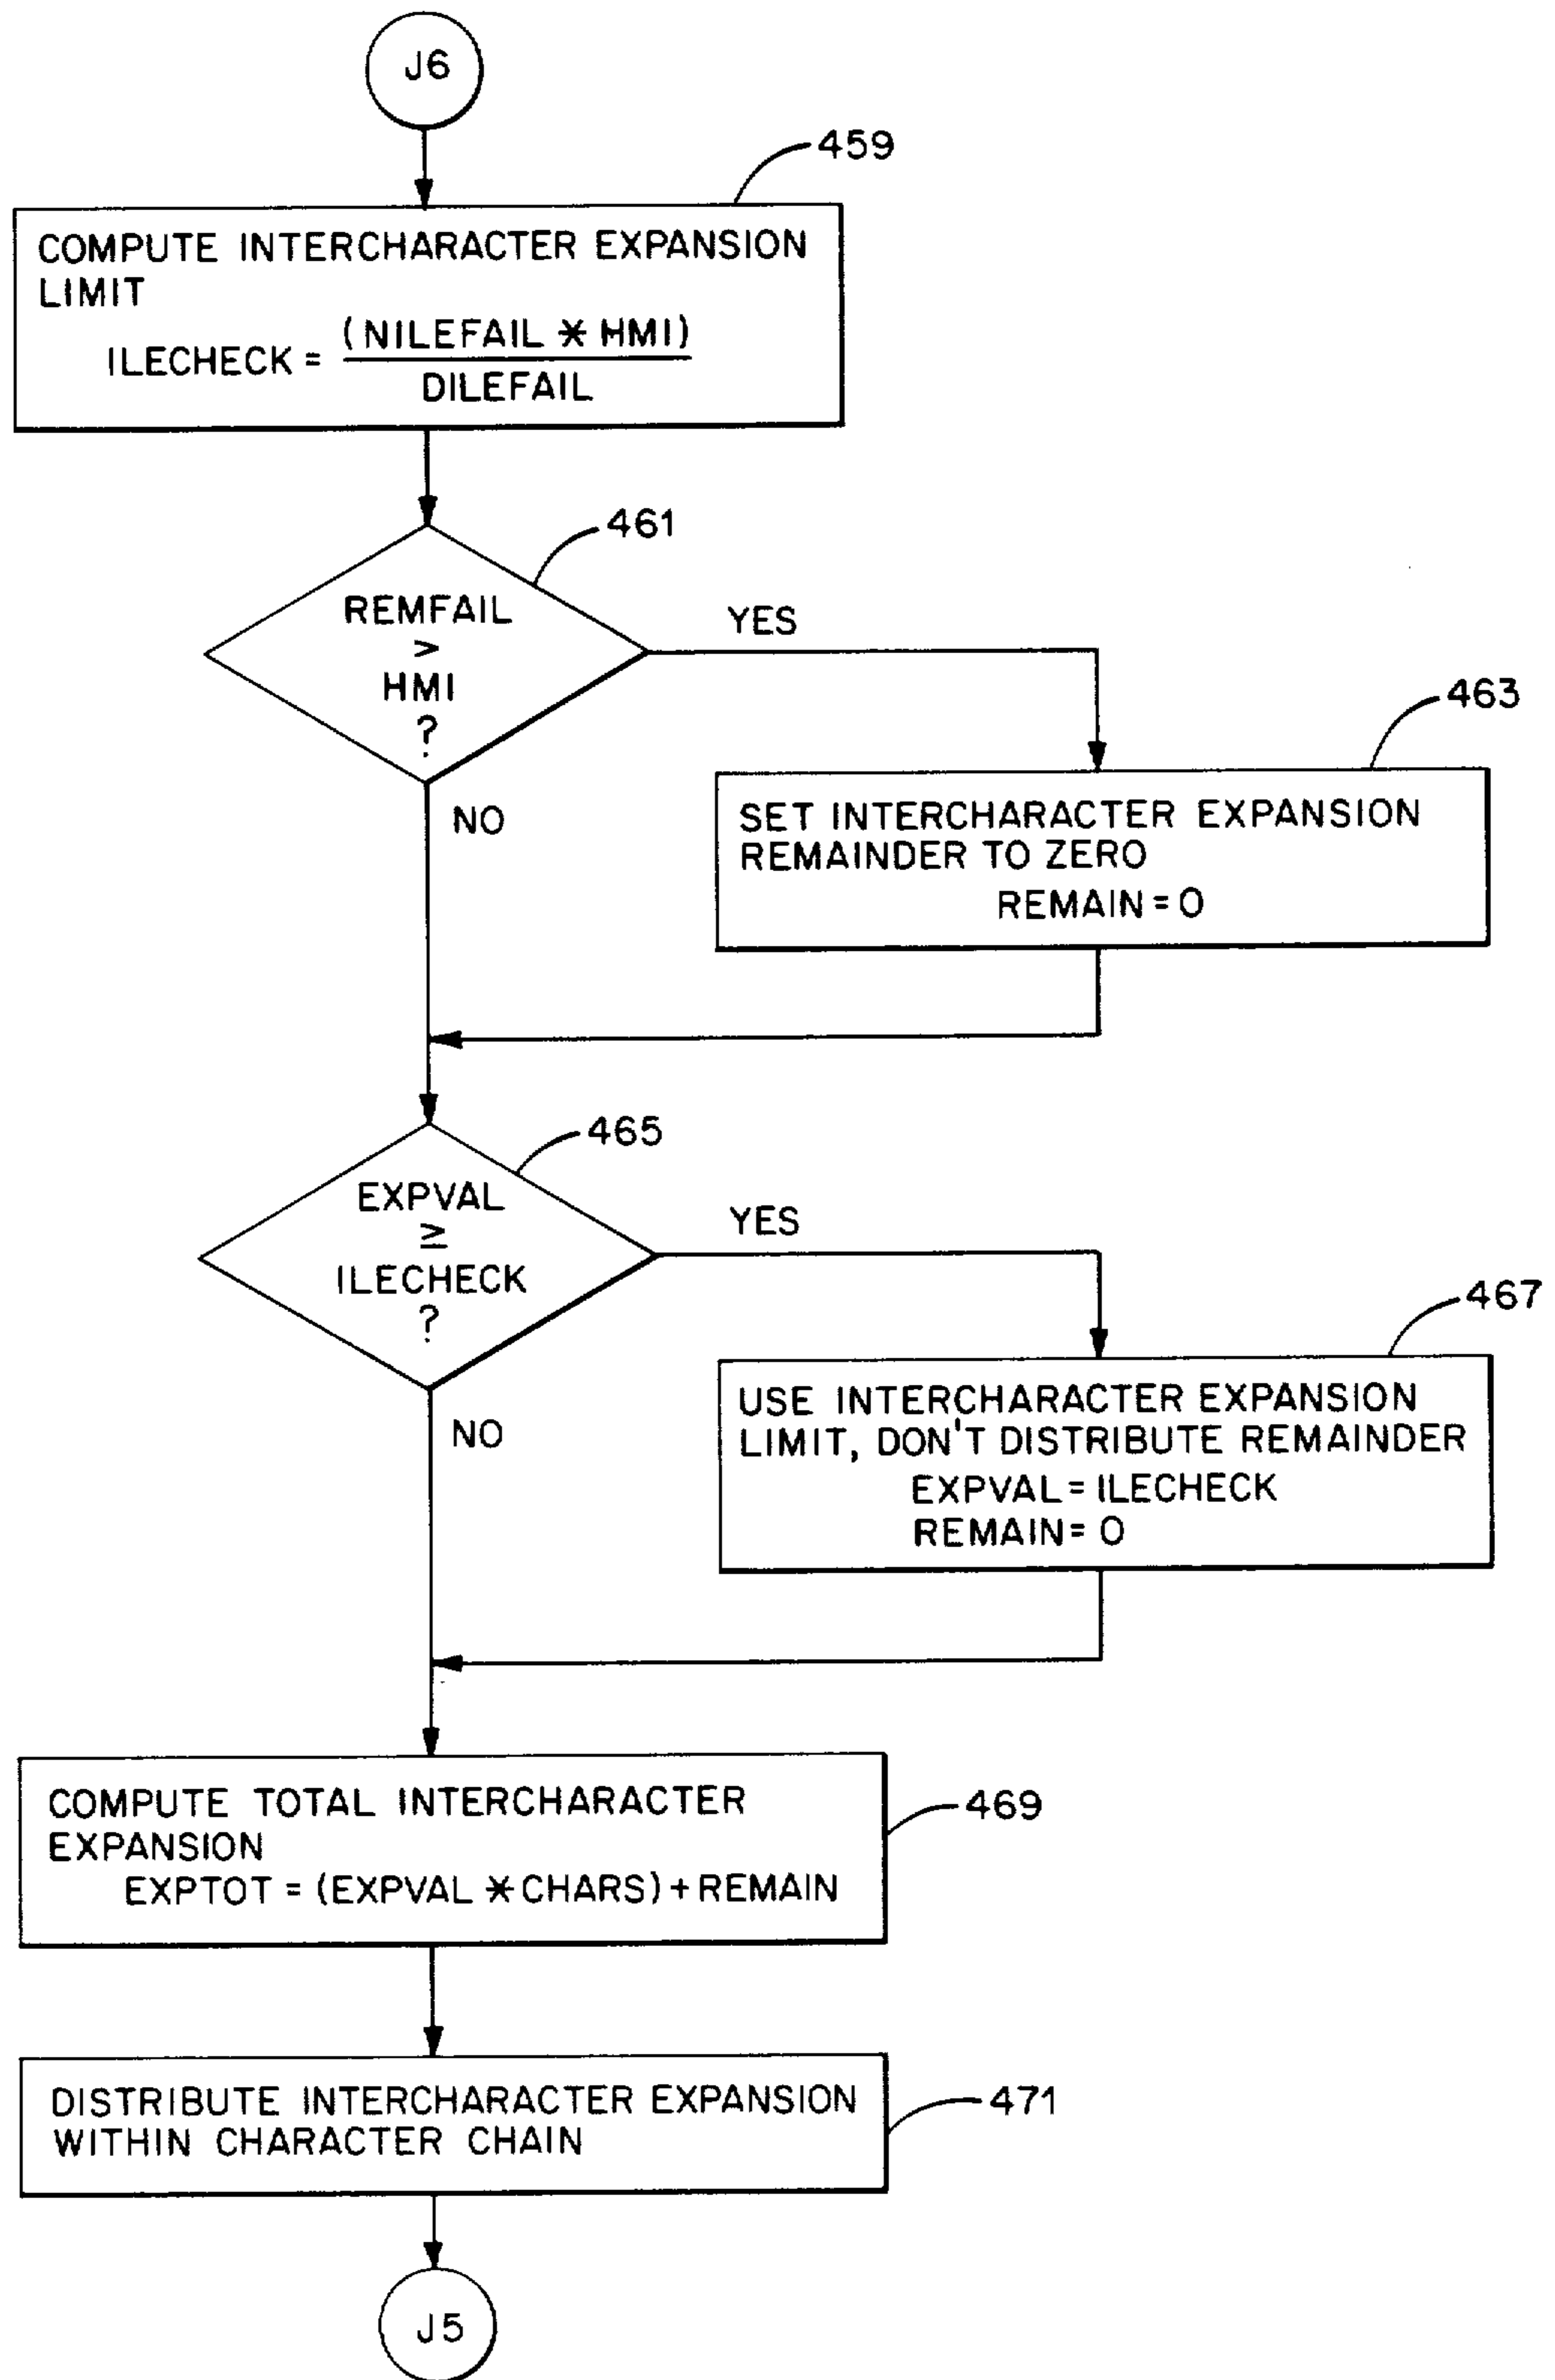 J6
459
COMPUTE INTERCHARACTER EXPANSION
LIMIT
ILECHECK = (NILEFAIL * HMI)
DILEFAIL
461
REMFAIL
>
HMI
?
YES
NO
463
SET INTERCHARACTER EXPANSION
REMAINDER TO ZERO
REMAIN = 0
465
EXPVAL
≥
ILECHECK
?
YES
NO
467
USE INTERCHARACTER EXPANSION
LIMIT, DON'T DISTRIBUTE REMAINDER
EXPVAL = ILECHECK
REMAIN = 0
469
COMPUTE TOTAL INTERCHARACTER
EXPANSION
EXPTOT = (EXPVAL * CHARS) + REMAIN
471
DISTRIBUTE INTERCHARACTER EXPANSION
WITHIN CHARACTER CHAIN
J5